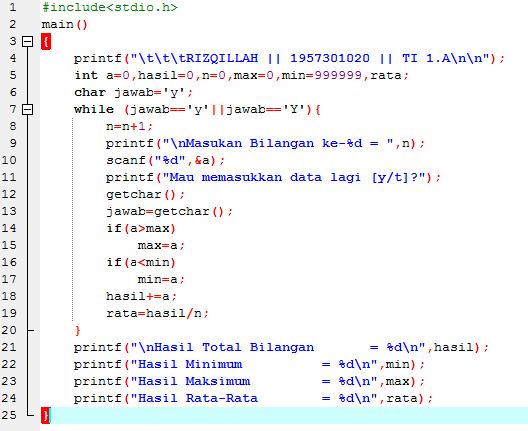 1 #include<stdio.h>
2 main()
3 {
4     printf("\t\t\tRIZQILLAH || 1957301020 || TI 1.A\n\n");
5     int a=0,hasil=0,n=0,max=0,min=999999,rata;
6     char jawab='y';
7     while (jawab=='y'||jawab=='Y'){
8         n=n+1;
9         printf("\nMasukan Bilangan ke-%d = ",n);
10         scanf("%d",&a);
11         printf("Mau memasukkan data lagi [y/t]?");
12         getchar();
13         jawab=getchar();
14         if(a>max)
15             max=a;
16         if(a<min)
17             min=a;
18         hasil+=a;
19         rata=hasil/n;
20     }
21     printf("\nHasil Total Bilangan       = %d\n",hasil);
22     printf("Hasil Minimum          = %d\n",min);
23     printf("Hasil Maksimum         = %d\n",max);
24     printf("Hasil Rata-Rata        = %d\n",rata);
25 }